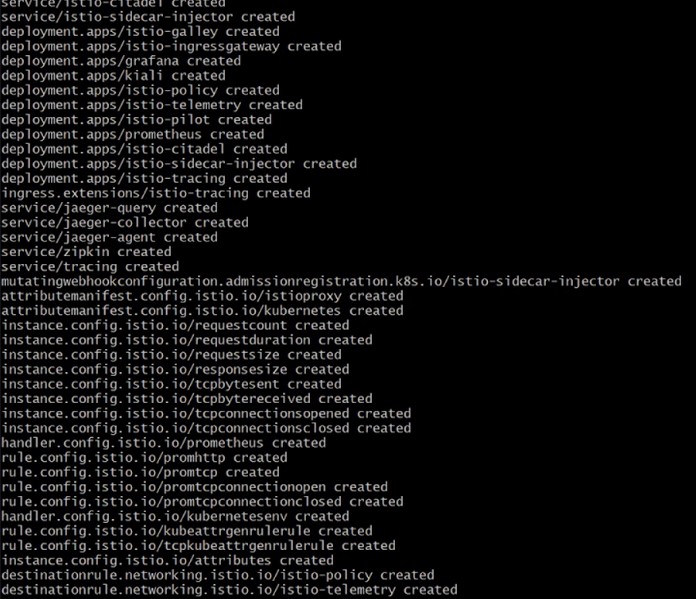 service/istio-citadel created
service/istio-sidecar-injector created
deployment.apps/istio-galley created
deployment.apps/istio-ingressgateway created
deployment.apps/grafana created
deployment.apps/kiali created
deployment.apps/istio-policy created
deployment.apps/istio-telemetry created
deployment.apps/istio-pilot created
deployment.apps/prometheus created
deployment.apps/istio-citadel created
deployment.apps/istio-sidecar-injector created
deployment.apps/istio-tracing created
ingress.extensions/istio-tracing created
service/jaeger-query created
service/jaeger-collector created
service/jaeger-agent created
service/zipkin created
service/tracing created
mutatingwebhookconfiguration.admissionregistration.k8s.io/istio-sidecar-injector created
attributemanifest.config.istio.io/istioproxy created
attributemanifest.config.istio.io/kubernetes created
instance.config.istio.io/requestcount created
instance.config.istio.io/requestduration created
instance.config.istio.io/requestsize created
instance.config.istio.io/responsesize created
instance.config.istio.io/tcpbytesent created
instance.config.istio.io/tcpbytereceived created
instance.config.istio.io/tcpconnectionsopened created
instance.config.istio.io/tcpconnectionsclosed created
handler.config.istio.io/prometheus created
rule.config.istio.io/promhttp created
rule.config.istio.io/promtcp created
rule.config.istio.io/promtcpconnectionopen created
rule.config.istio.io/promtcpconnectionclosed created
handler.config.istio.io/kubernetesenv created
rule.config.istio.io/kubeattrgenrulerule created
rule.config.istio.io/tcpkubeattrgenrulerule created
instance.config.istio.io/attributes created
destinationrule.networking.istio.io/istio-policy created
destinationrule.networking.istio.io/istio-telemetry created